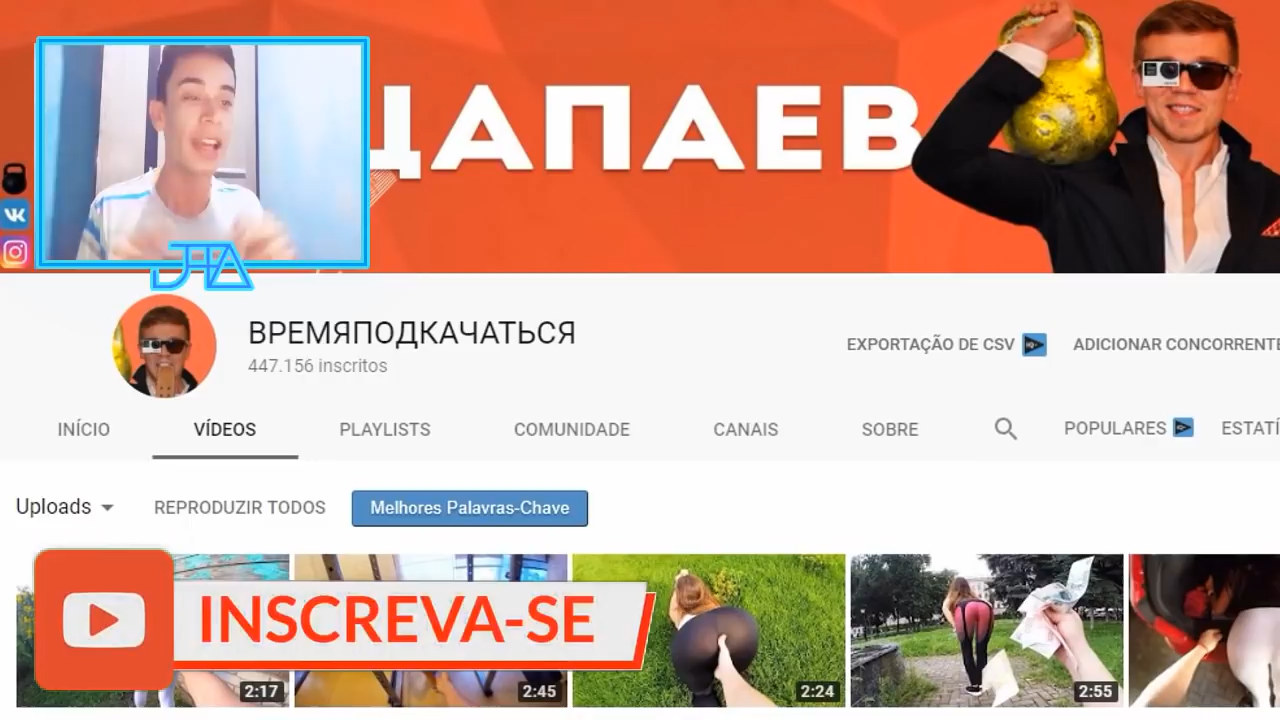 ЦАПАЕВ
JTA
ВРЕМЯПОДКАЧАТЬСЯ
447.156 inscritos
EXPORTAÇÃO DE CSV
ADICIONAR CONCORRENTE
INÍCIO
VÍDEOS
PLAYLISTS
COMUNIDADE
CANAIS
SOBRE
POPULARES
ESTATÍ
Uploads
REPRODUZIR TODOS
Melhores Palavras-Chave
INSCREVA-SE
2:17
2:45
2:24
2:55